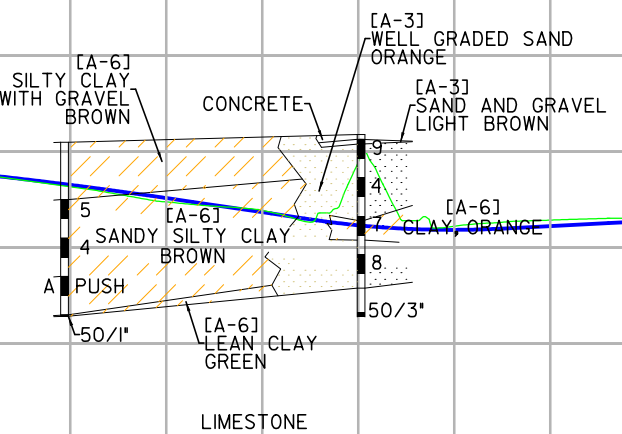 [A-3]
WELL GRADED SAND
ORANGE
[A-6]
SILTY CLAY
WITH GRAVEL
BROWN
CONCRETE
[A-3]
SAND AND GRAVEL
LIGHT BROWN
9
4
7
8
50/3"
5
4
A PUSH
50/1"
[A-6]
SANDY SILTY CLAY
BROWN
[A-6]
CLAY, ORANGE
[A-6]
LEAN CLAY
GREEN
LIMESTONE